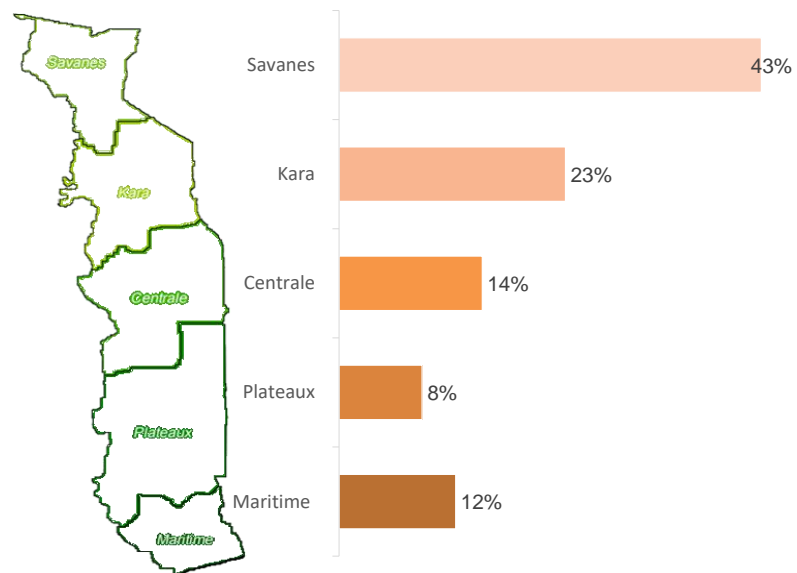 Savanes
Kara
Centrale
Plateaux
Maritime
Savanes 43%
Kara 23%
Centrale 14%
Plateaux 8%
Maritime 12%